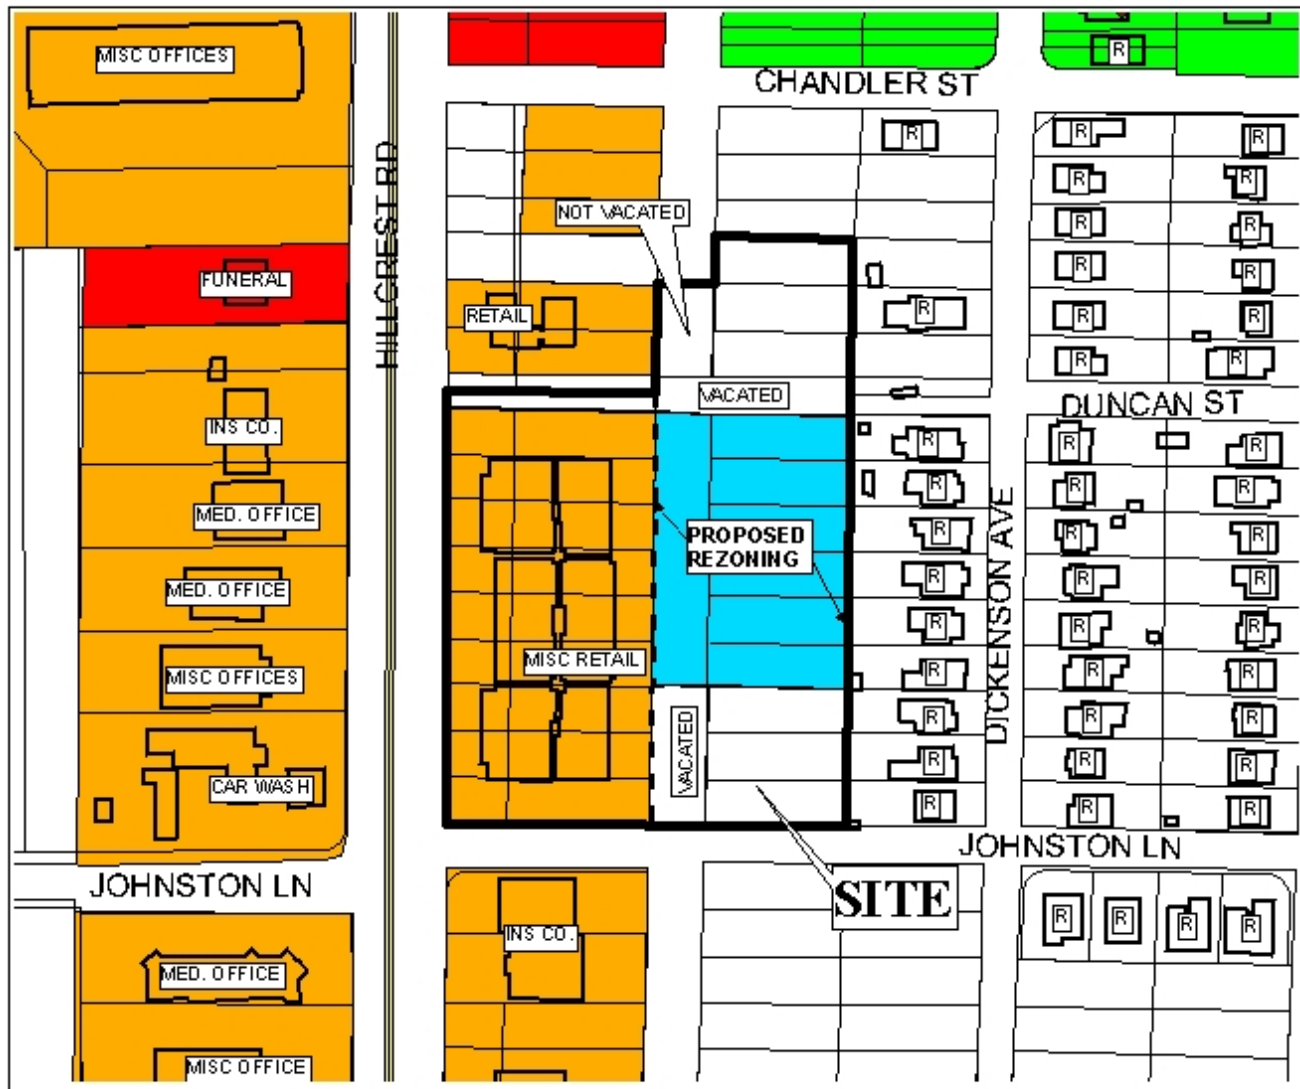 MISC OFFICES
R
CHANDLER ST
R
R
R
HILLCREST RD
R
R
NOT VACATED
R
R
FUNERAL
R
R
RETAIL
R
R
R
R
R
VACATED
DUNCAN ST
INS CO.
R
R
R
MED. OFFICE
R
R
R
PROPOSED
REZONING
R
R
R
MED. OFFICE
R
R
R
DICKENSON AVE
R
R
R
MISC RETAIL
MISC OFFICES
R
R
R
VACATED
R
R
R
CAR WASH
R
R
R
R
R
R
JOHNSTON LN
JOHNSTON LN
SITE
INS CO.
R
R
R
R
MED. OFFICE
MISC OFFICE